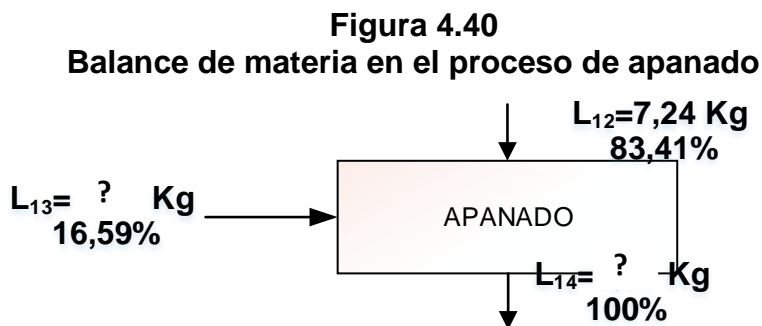 Figura 4.40
Balance de materia en el proceso de apanado
L₁₂=7,24 Kg
83,41%
L₁₃= ? Kg
16,59%
APANADO
L₁₄= ? Kg
100%